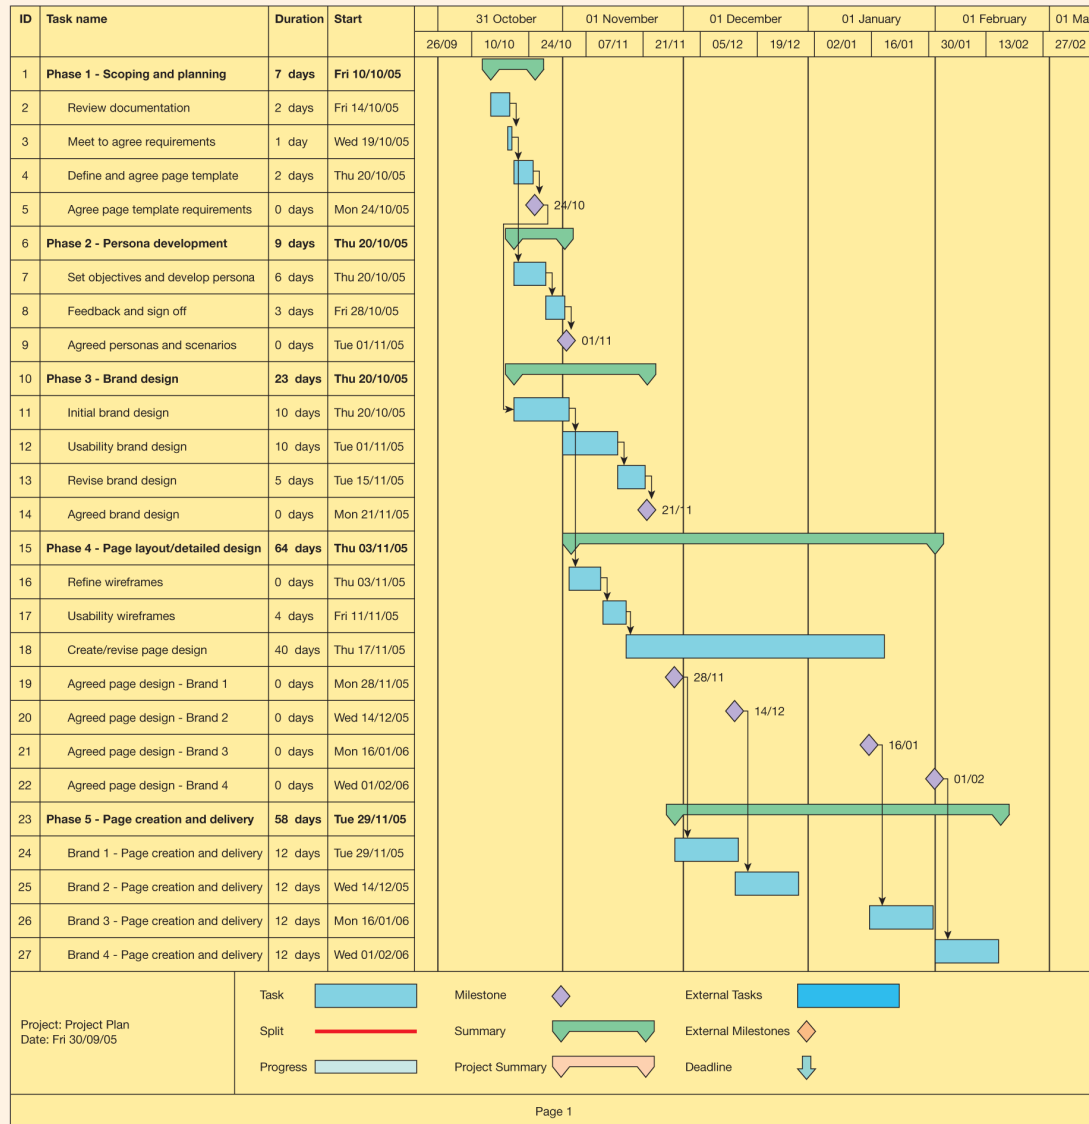 ID Task name Duration Start 31 October 01 November 01 December 01 January 01 February 01 Ma
26/09 10/10 24/10 07/11 21/11 05/12 19/12 02/01 16/01 30/01 13/02 27/02
1 Phase 1 - Scoping and planning 7 days Fri 10/10/05
2 Review documentation 2 days Fri 14/10/05
3 Meet to agree requirements 1 day Wed 19/10/05
4 Define and agree page template 2 days Thu 20/10/05
5 Agree page template requirements 0 days Mon 24/10/05 24/10
6 Phase 2 - Persona development 9 days Thu 20/10/05
7 Set objectives and develop persona 6 days Thu 20/10/05
8 Feedback and sign off 3 days Fri 28/10/05
9 Agreed personas and scenarios 0 days Tue 01/11/05 01/11
10 Phase 3 - Brand design 23 days Thu 20/10/05
11 Initial brand design 10 days Thu 20/10/05
12 Usability brand design 10 days Tue 01/11/05
13 Revise brand design 5 days Tue 15/11/05
14 Agreed brand design 0 days Mon 21/11/05 21/11
15 Phase 4 - Page layout/detailed design 64 days Thu 03/11/05
16 Refine wireframes 0 days Thu 03/11/05
17 Usability wireframes 4 days Fri 11/11/05
18 Create/revise page design 40 days Thu 17/11/05
19 Agreed page design - Brand 1 0 days Mon 28/11/05 28/11
20 Agreed page design - Brand 2 0 days Wed 14/12/05 14/12
21 Agreed page design - Brand 3 0 days Mon 16/01/06 16/01
22 Agreed page design - Brand 4 0 days Wed 01/02/06 01/02
23 Phase 5 - Page creation and delivery 58 days Tue 29/11/05
24 Brand 1 - Page creation and delivery 12 days Tue 29/11/05
25 Brand 2 - Page creation and delivery 12 days Wed 14/12/05
26 Brand 3 - Page creation and delivery 12 days Mon 16/01/06
27 Brand 4 - Page creation and delivery 12 days Wed 01/02/06
Project: Project Plan
Date: Fri 30/09/05
Task Milestone External Tasks
Split Summary External Milestones
Progress Project Summary Deadline
Page 1